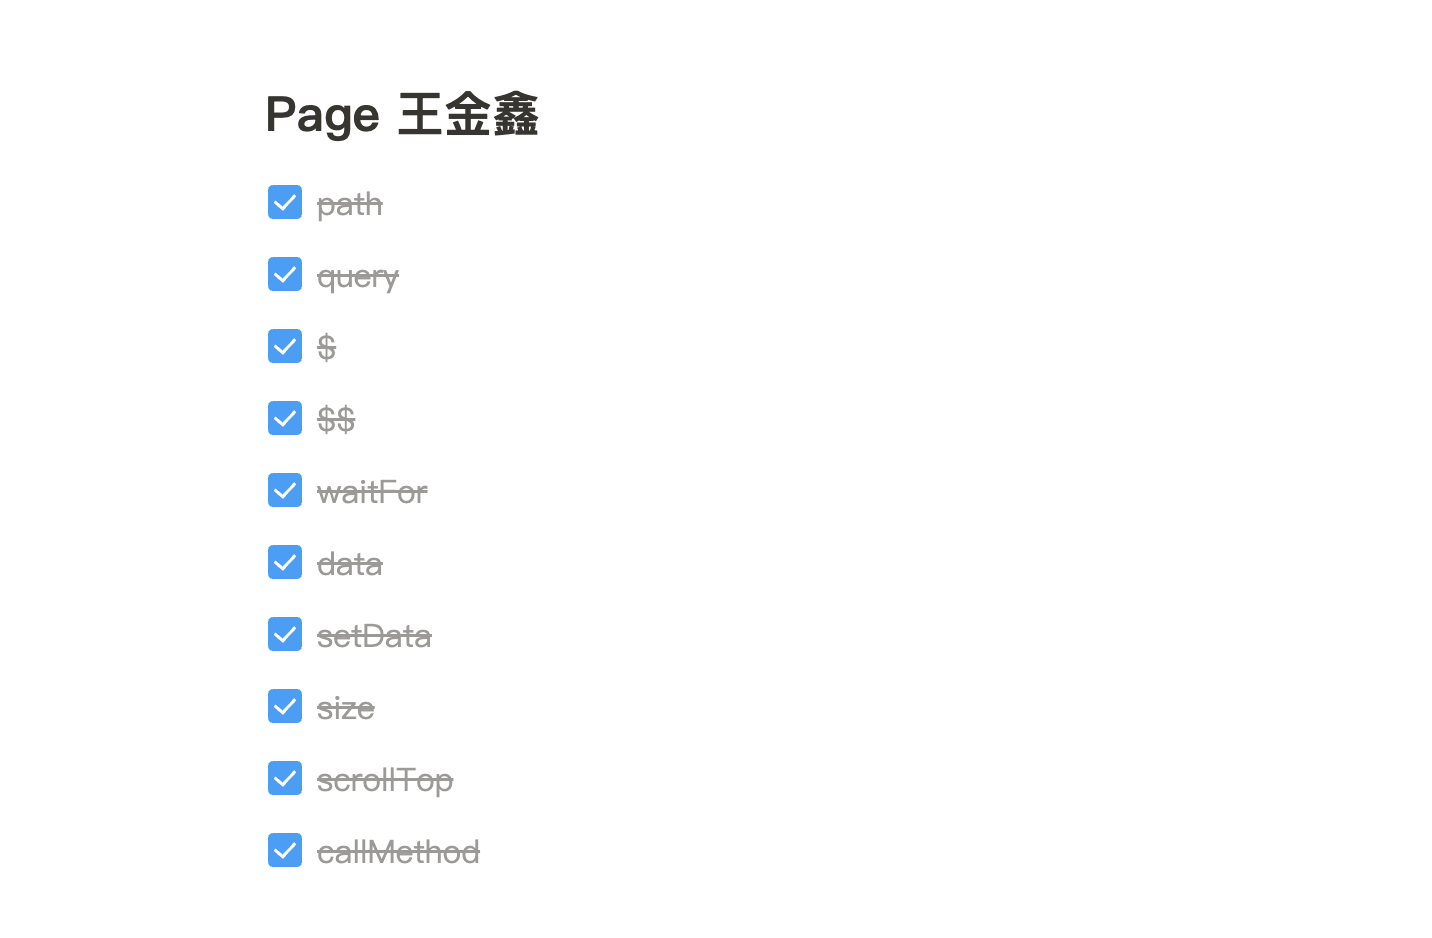 Page 王金鑫
path
query
$
$$
waitFor
data
setData
size
scrollTop
callMethod